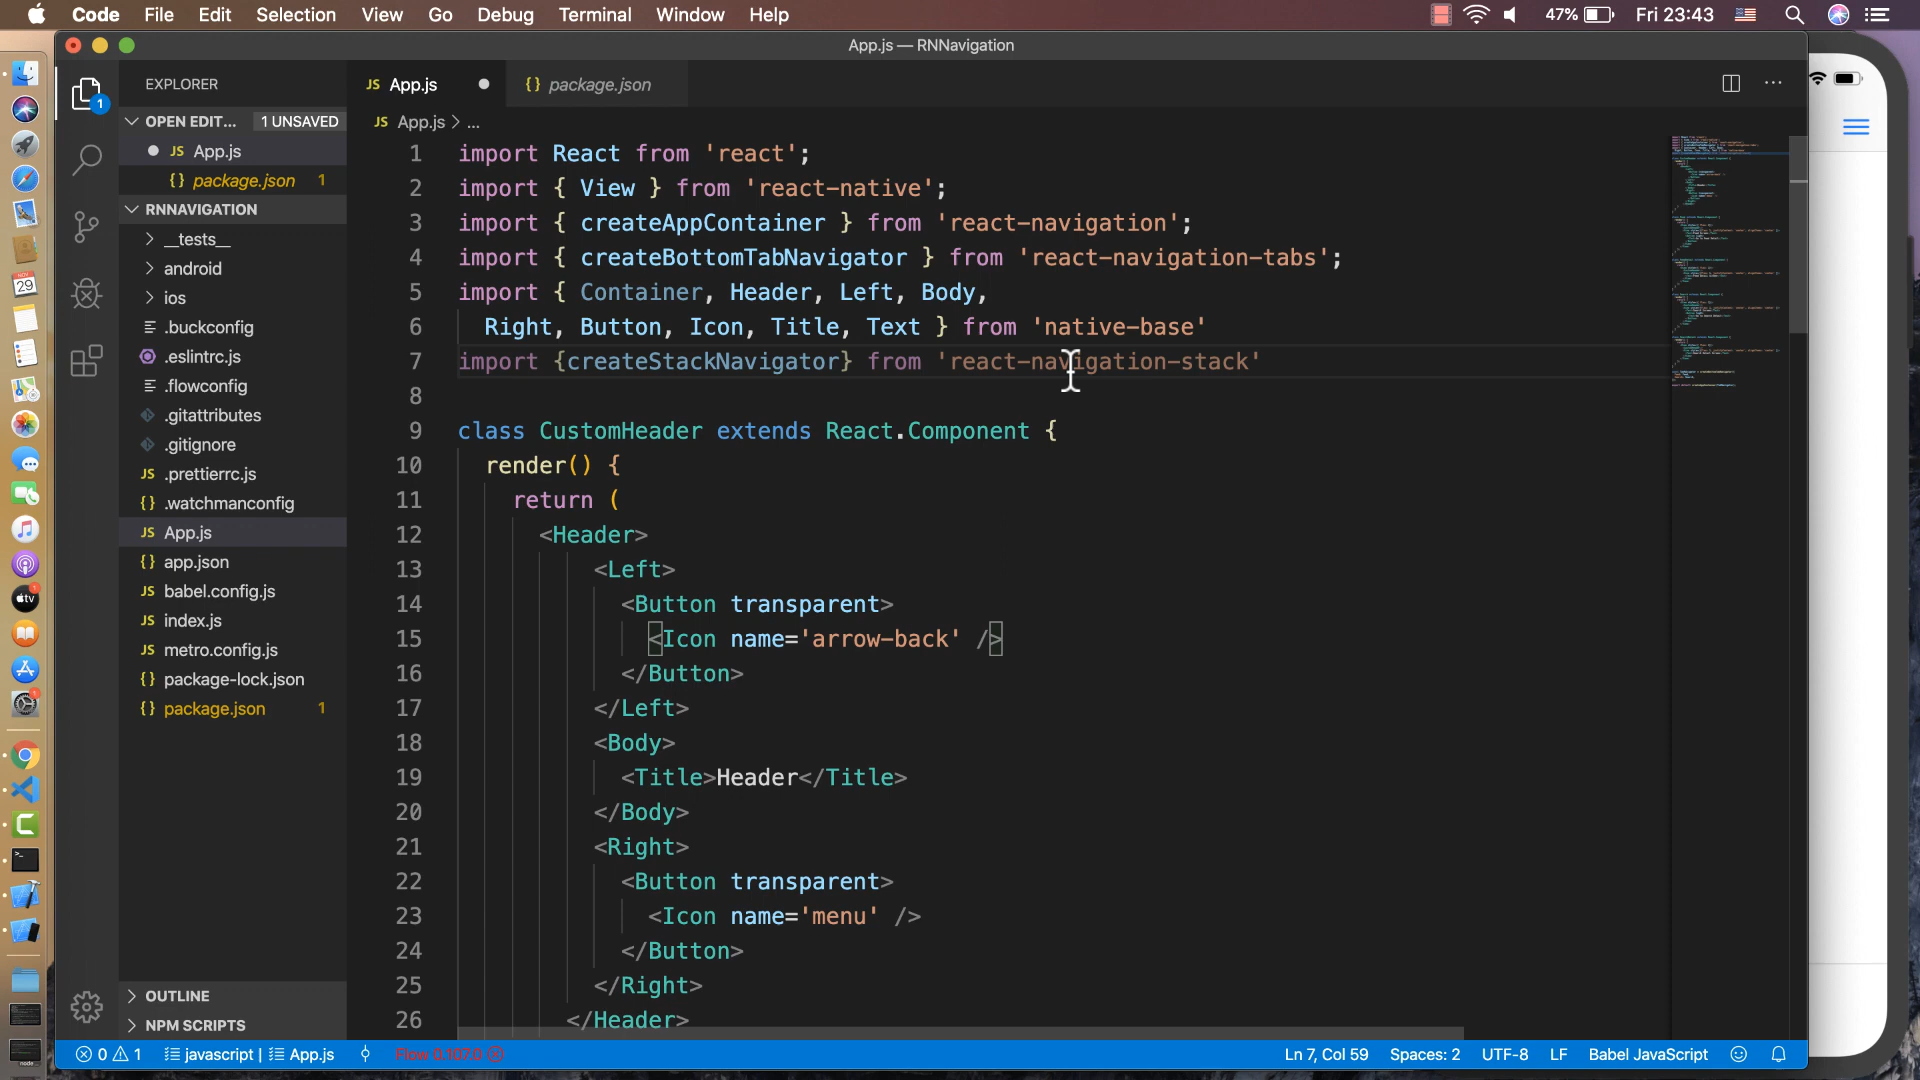 Code File Edit Selection View Go Debug Terminal Window Help 47% Fri 23:43
App.js — RNNavigation
EXPLORER
JS App.js
{} package.json
OPEN EDIT... 1 UNSAVED
JS App.js
{} package.json 1
RNNAVIGATION
__tests__
android
ios
.buckconfig
.eslintrc.js
.flowconfig
.gitattributes
.gitignore
JS .prettierrc.js
{} .watchmanconfig
JS App.js
{} app.json
JS babel.config.js
JS index.js
JS metro.config.js
{} package-lock.json
{} package.json 1
OUTLINE
NPM SCRIPTS
JS App.js > ...
1 import React from 'react';
2 import { View } from 'react-native';
3 import { createAppContainer } from 'react-navigation';
4 import { createBottomTabNavigator } from 'react-navigation-tabs';
5 import { Container, Header, Left, Body,
6 Right, Button, Icon, Title, Text } from 'native-base'
7 import {createStackNavigator} from 'react-navigation-stack'
8
9 class CustomHeader extends React.Component {
10 render() {
11 return (
12 <Header>
13 <Left>
14 <Button transparent>
15 <Icon name='arrow-back' />
16 </Button>
17 </Left>
18 <Body>
19 <Title>Header</Title>
20 </Body>
21 <Right>
22 <Button transparent>
23 <Icon name='menu' />
24 </Button>
25 </Right>
26 </Header>
0 1 javascript | App.js Flow 0.107.0 Ln 7, Col 59 Spaces: 2 UTF-8 LF Babel JavaScript